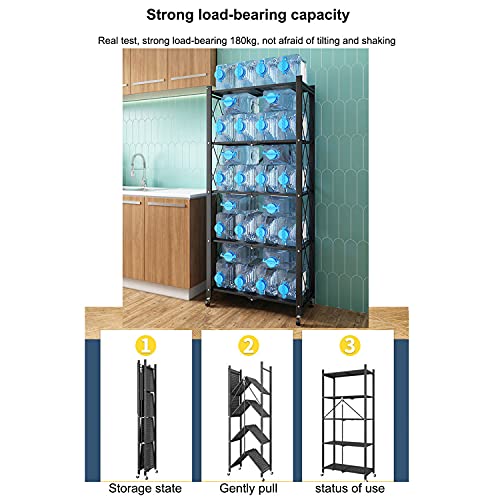 Strong load-bearing capacity
Real test, strong load-bearing 180kg, not afraid of tilting and shaking
1
2
3
Storage state
Gently pull
status of use